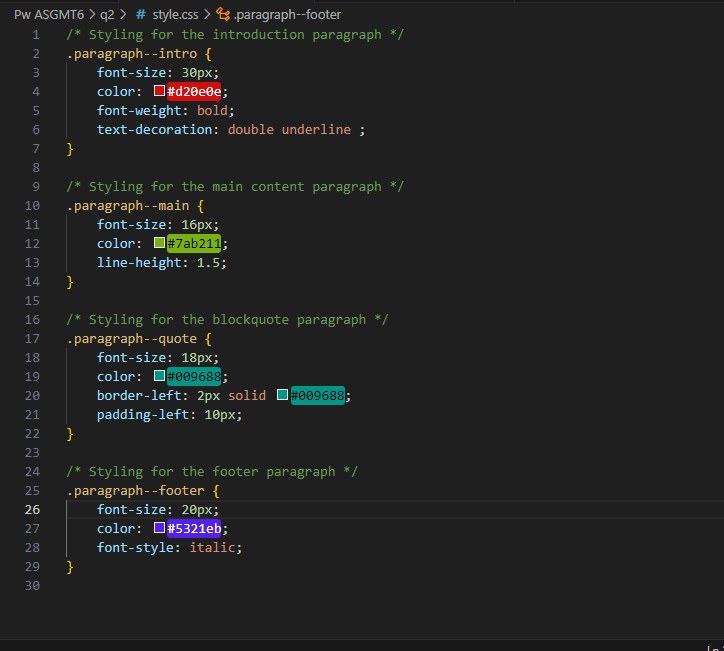 Pw ASGMT6 > q2 > # style.css > .paragraph--footer
1 /* Styling for the introduction paragraph */
2 .paragraph--intro {
3 font-size: 30px;
4 color: #d20e0e;
5 font-weight: bold;
6 text-decoration: double underline ;
7 }
8
9 /* Styling for the main content paragraph */
10 .paragraph--main {
11 font-size: 16px;
12 color: #7ab211;
13 line-height: 1.5;
14 }
15
16 /* Styling for the blockquote paragraph */
17 .paragraph--quote {
18 font-size: 18px;
19 color: #009688;
20 border-left: 2px solid #009688;
21 padding-left: 10px;
22 }
23
24 /* Styling for the footer paragraph */
25 .paragraph--footer {
26 font-size: 20px;
27 color: #5321eb;
28 font-style: italic;
29 }
30